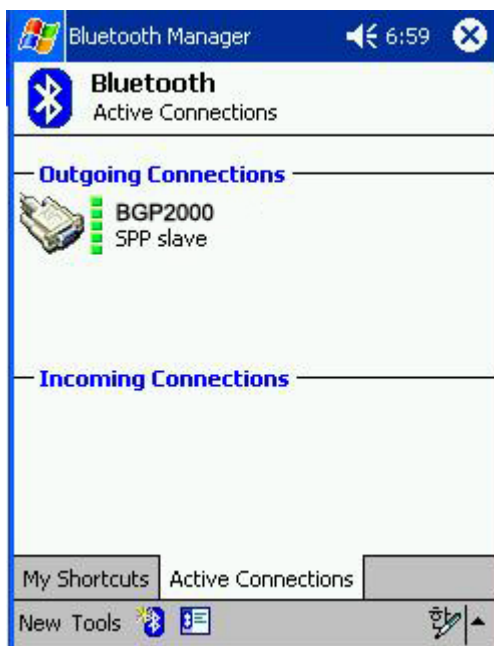 Bluetooth Manager 6:59
Bluetooth
Active Connections
Outgoing Connections
BGP2000
SPP slave
Incoming Connections
My Shortcuts Active Connections
New Tools 한